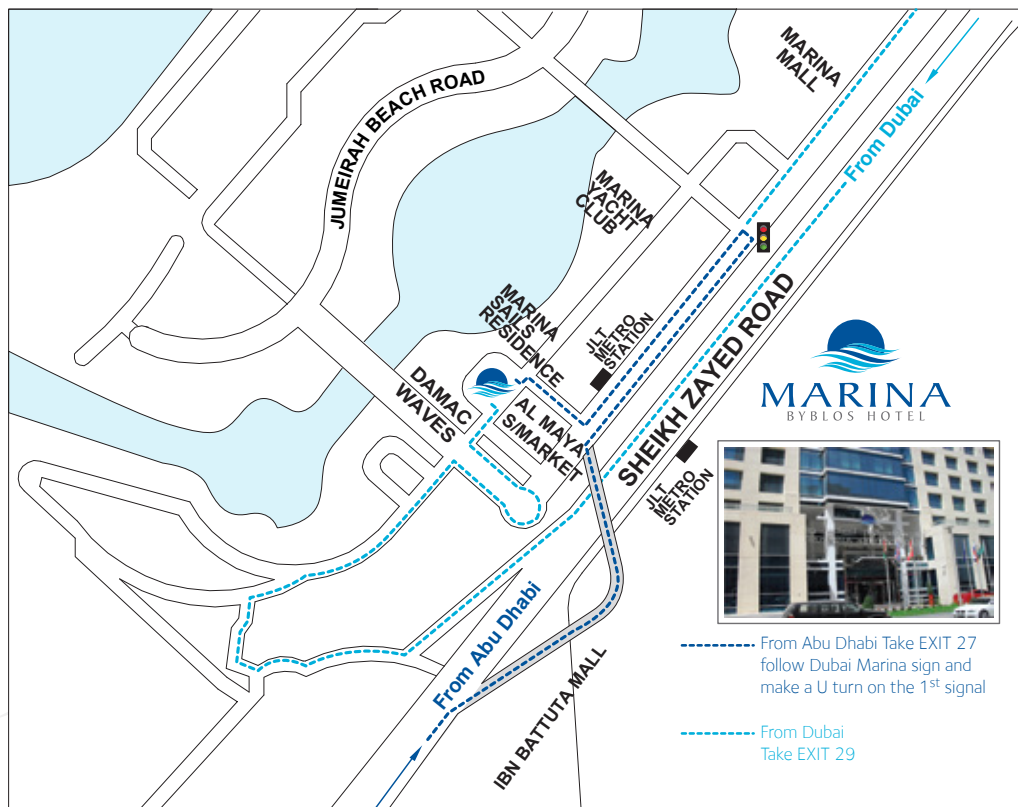 MARINA
MALL
From Dubai
JUMEIRAH BEACH ROAD
MARINA
YACHT
CLUB
MARINA
SAILS
RESIDENCE
JLT
METRO
STATION
SHEIKH ZAYED ROAD
MARINA
BYBLOS HOTEL
DAMAC
WAVES
AL MAYA
S/MARKET
JLT
METRO
STATION
From Abu Dhabi
IBN BATTUTA MALL
From Abu Dhabi Take EXIT 27
follow Dubai Marina sign and
make a U turn on the 1st signal
From Dubai
Take EXIT 29